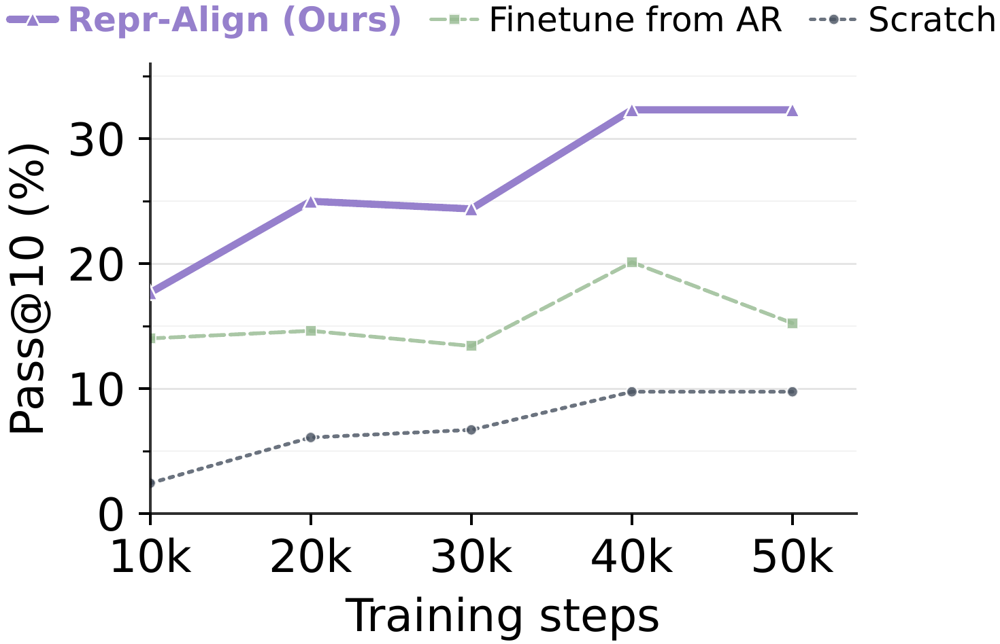 Repr-Align (Ours) Finetune from AR Scratch
Pass@10 (%)
30
20
10
0
10k 20k 30k 40k 50k
Training steps